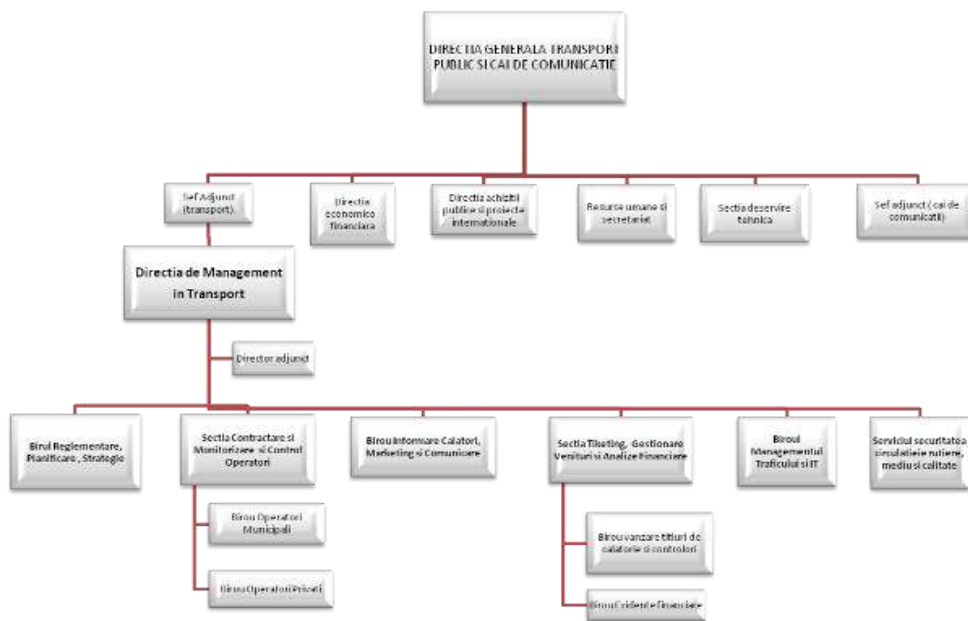 DIRECTIA GENERALA TRANSPORT
PUBLIC SI CAI DE COMUNICATIE
Sef Adjunct
(transport)
Directia
economico
financiara
Directia achizitii
publice si proiecte
internationale
Resurse umane si
secretariat
Sectia deservire
tehnica
Sef adjunct (cai de
comunicatii)
Directia de Management
in Transport
Director adjunct
Birul Reglementare,
Planificare, Strategie
Sectia Contractare si
Monitorizare si Control
Operatori
Birou Informare Calatori,
Marketing si Comunicare
Sectia Tiketing, Gestionare
Venituri si Analize Financiare
Biroul
Managementul
Traficului si IT
Serviciul securitatea
circulatieie rutiere,
mediu si calitate
Birou Operatori
Municipali
Birou Operatori Privati
Birou vanzare titluri de
calatorie si controlori
Birou Evidente financiare